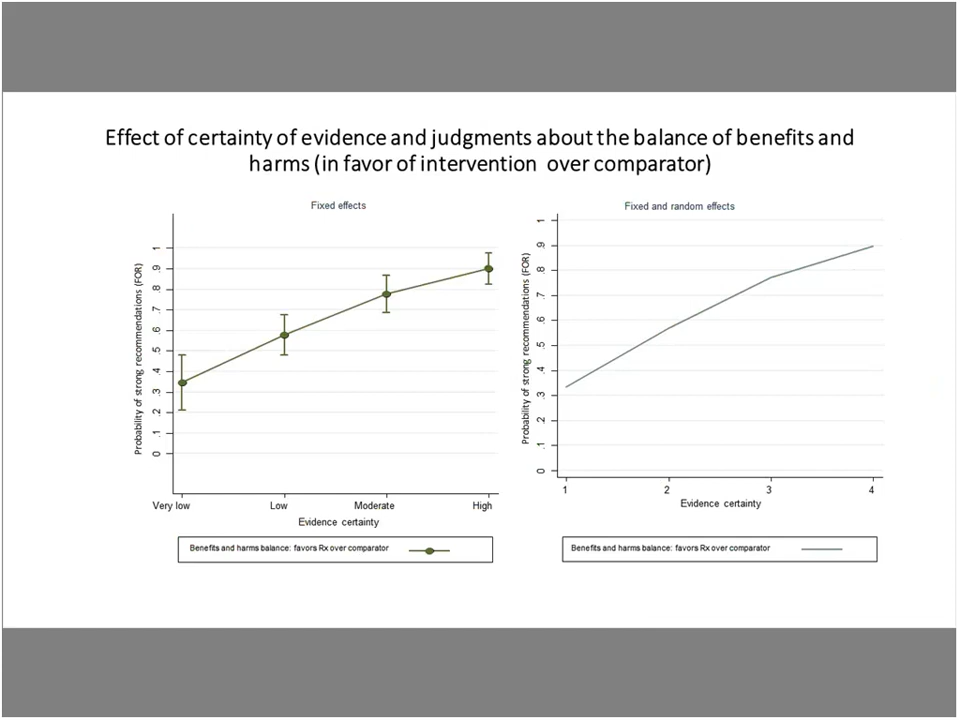 Effect of certainty of evidence and judgments about the balance of benefits and
harms (in favor of intervention over comparator)
Fixed effects
Probability of strong recommendations (FOR)
1
.9
.8
.7
.6
.5
.4
.3
.2
.1
0
Very low Low Moderate High
Evidence certainty
Benefits and harms balance: favors Rx over comparator
Fixed and random effects
Probability of strong recommendations (FOR)
1
.9
.8
.7
.6
.5
.4
.3
.2
.1
0
1 2 3 4
Evidence certainty
Benefits and harms balance: favors Rx over comparator